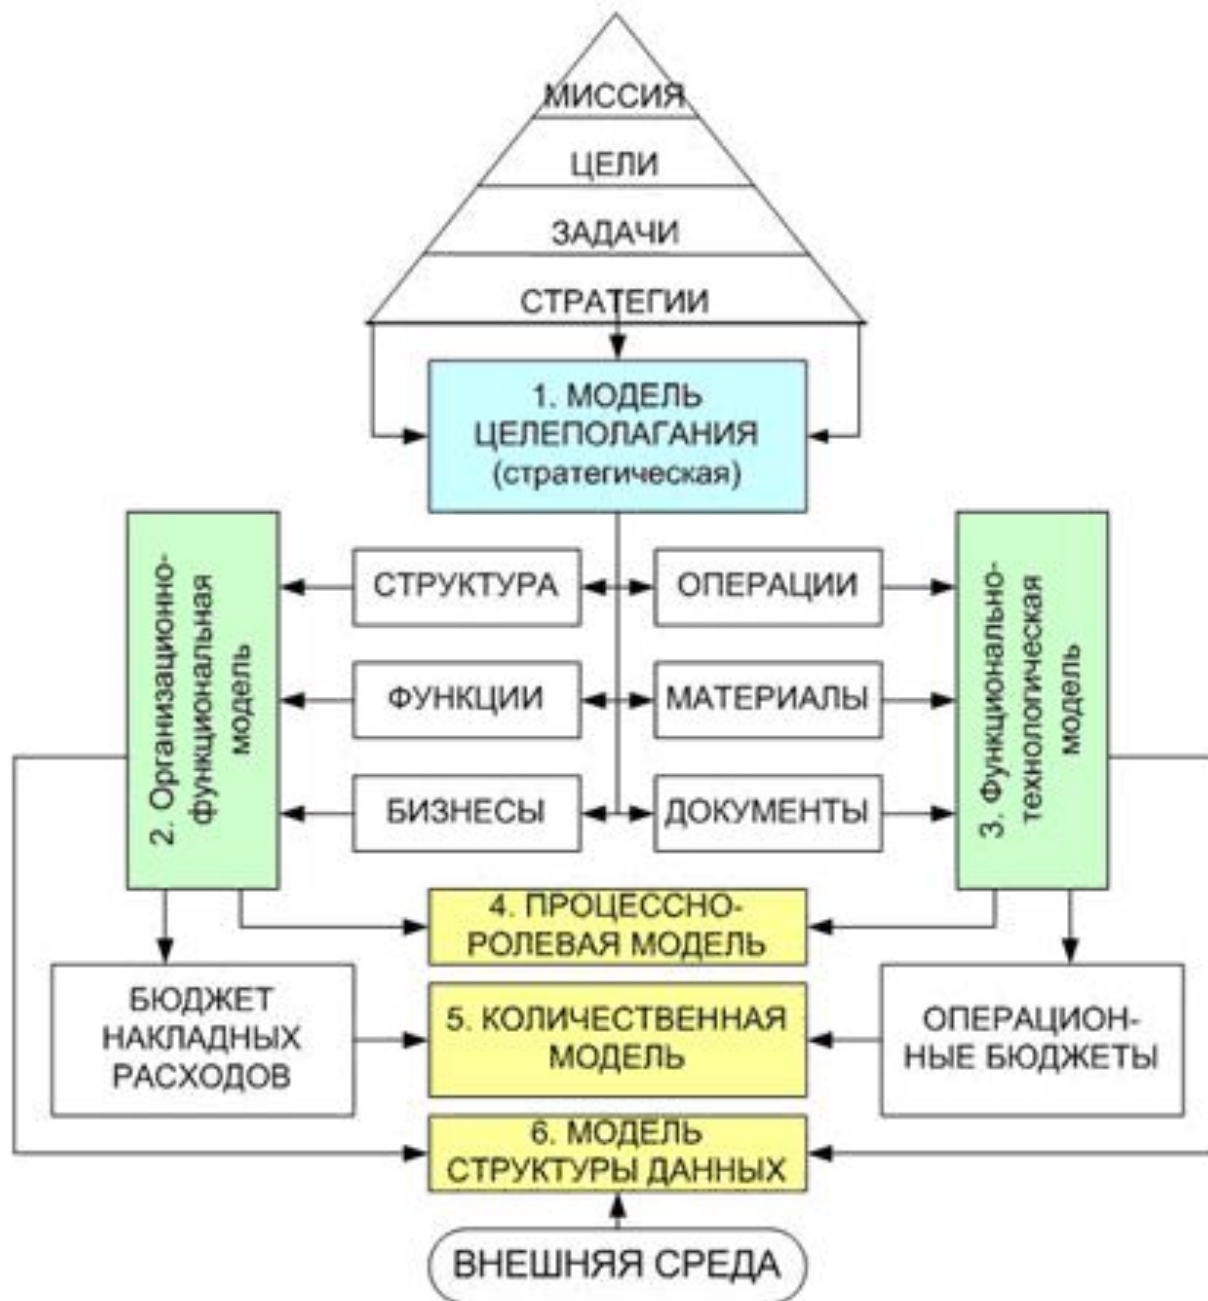 МИССИЯ
ЦЕЛИ
ЗАДАЧИ
СТРАТЕГИИ
1. МОДЕЛЬ
ЦЕЛЕПОЛАГАНИЯ
(стратегическая)
2. Организационно-
функциональная
модель
СТРУКТУРА
ОПЕРАЦИИ
ФУНКЦИИ
МАТЕРИАЛЫ
БИЗНЕСЫ
ДОКУМЕНТЫ
3. Функционально-
технологическая
модель
4. ПРОЦЕССНО-
РОЛЕВАЯ МОДЕЛЬ
БЮДЖЕТ
НАКЛАДНЫХ
РАСХОДОВ
5. КОЛИЧЕСТВЕННАЯ
МОДЕЛЬ
ОПЕРАЦИОН-
НЫЕ БЮДЖЕТЫ
6. МОДЕЛЬ
СТРУКТУРЫ ДАННЫХ
ВНЕШНЯЯ СРЕДА